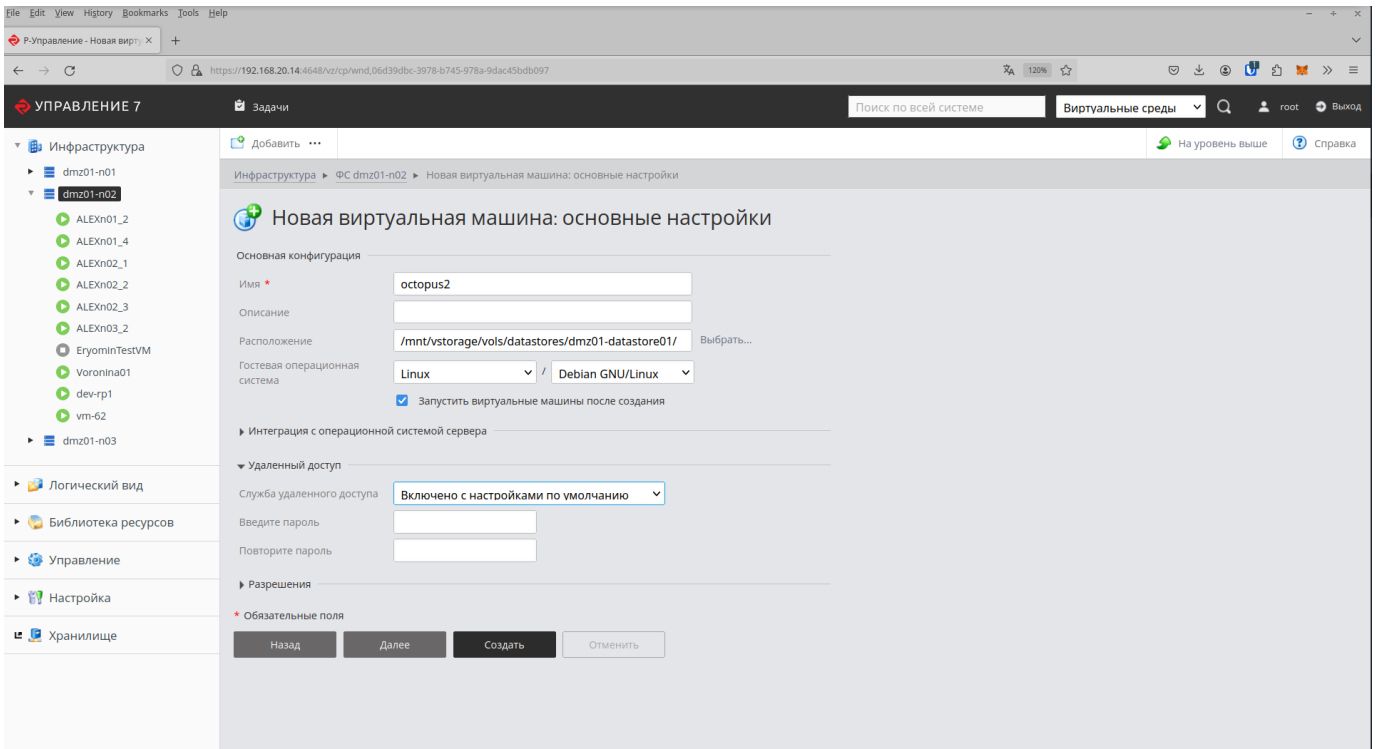 File Edit View History Bookmarks Tools Help
Р-Управление - Новая вирту
https://192.168.20.14:4648/vz/cp/wnd,06d39dbc-3978-b745-978a-9dac45bdb097 120%
УПРАВЛЕНИЕ 7 Задачи Поиск по всей системе Виртуальные среды root Выход
Инфраструктура
dmz01-n01
dmz01-n02
ALEXn01_2
ALEXn01_4
ALEXn02_1
ALEXn02_2
ALEXn02_3
ALEXn03_2
EryominTestVM
Voronina01
dev-rp1
vm-62
dmz01-n03
Логический вид
Библиотека ресурсов
Управление
Настройка
Хранилище
Добавить ••• На уровень выше Справка
Инфраструктура ▸ ФС dmz01-n02 ▸ Новая виртуальная машина: основные настройки
Новая виртуальная машина: основные настройки
Основная конфигурация
Имя * octopus2
Описание
Расположение /mnt/vstorage/vols/datastores/dmz01-datastore01/ Выбрать...
Гостевая операционная
система Linux / Debian GNU/Linux
Запустить виртуальные машины после создания
Интеграция с операционной системой сервера
Удаленный доступ
Служба удаленного доступа Включено с настройками по умолчанию
Введите пароль
Повторите пароль
Разрешения
* Обязательные поля
Назад Далее Создать Отменить